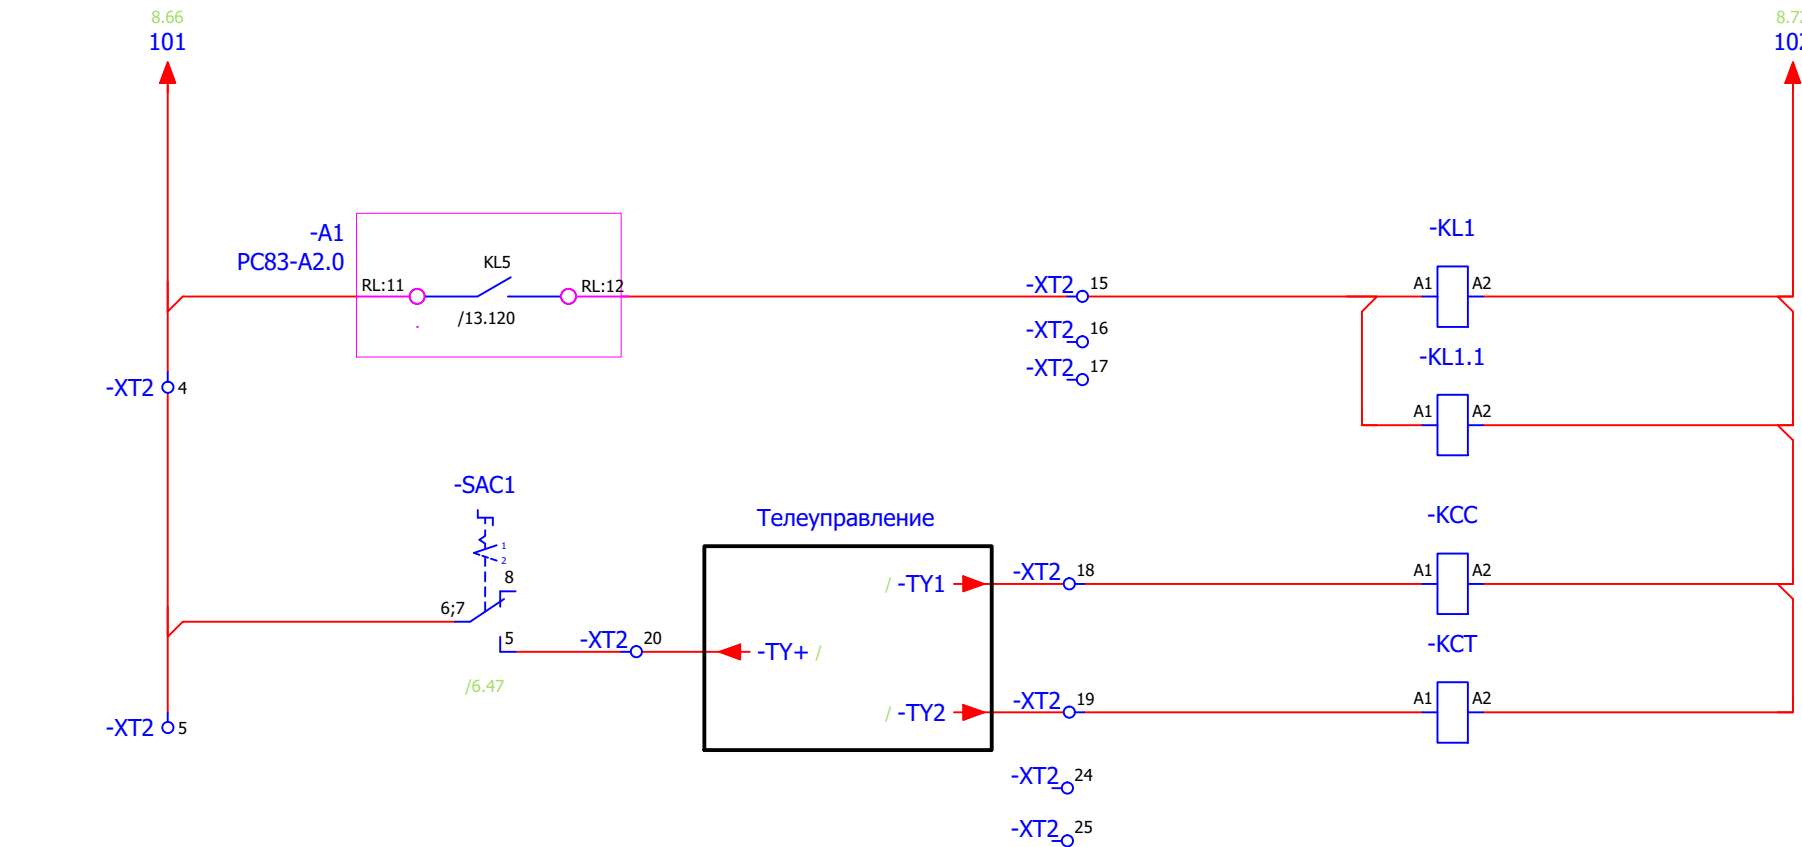 8.66
101
8.72
102
-A1
PC83-A2.0
RL:11
KL5
RL:12
/13.120
-XT2 15
-XT2 16
-XT2 17
-KL1
A1 A2
-KL1.1
A1 A2
-XT2 4
-SAC1
1
2
8
6;7
5
/6.47
-XT2 20
Телеуправление
/ -TY1
-TY+ /
/ -TY2
-XT2 18
-XT2 19
-KCC
A1 A2
-KCT
A1 A2
-XT2 5
-XT2 24
-XT2 25